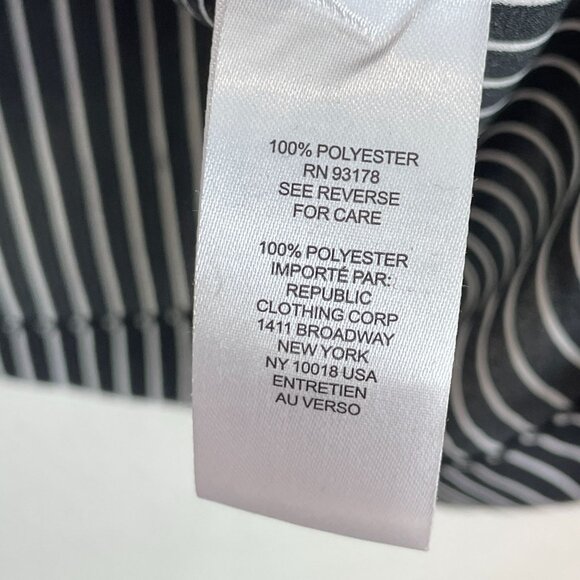 100% POLYESTER
RN 93178
SEE REVERSE
FOR CARE
100% POLYESTER
IMPORTÉ PAR:
REPUBLIC
CLOTHING CORP
1411 BROADWAY
NEW YORK
NY 10018 USA
ENTRETIEN
AU VERSO